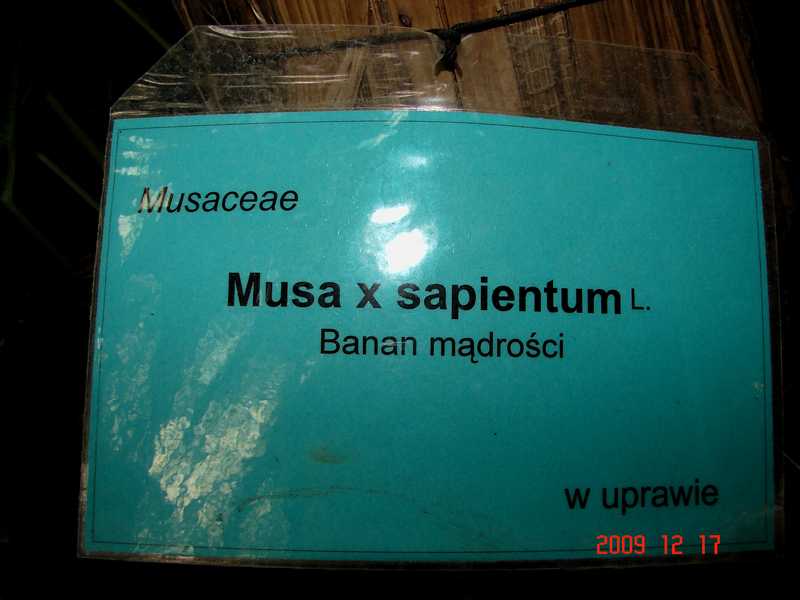 Musaceae
Musa x sapientum L.
Banan mądrości
w uprawie
2009 12 17